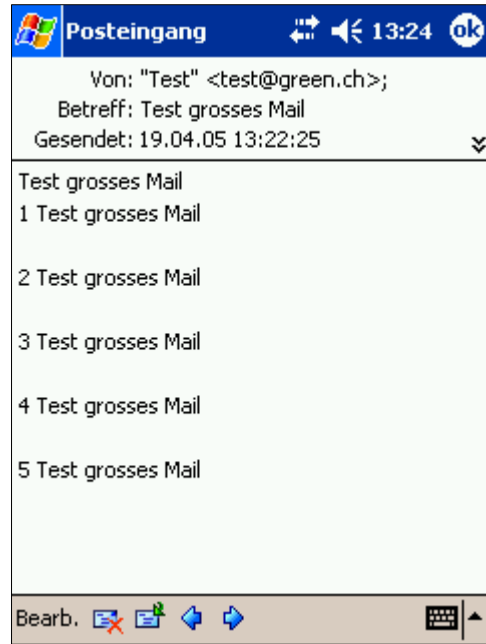 Posteingang 13:24 ok
Von: "Test" <test@green.ch>;
Betreff: Test grosses Mail
Gesendet: 19.04.05 13:22:25
Test grosses Mail
1 Test grosses Mail
2 Test grosses Mail
3 Test grosses Mail
4 Test grosses Mail
5 Test grosses Mail
Bearb.